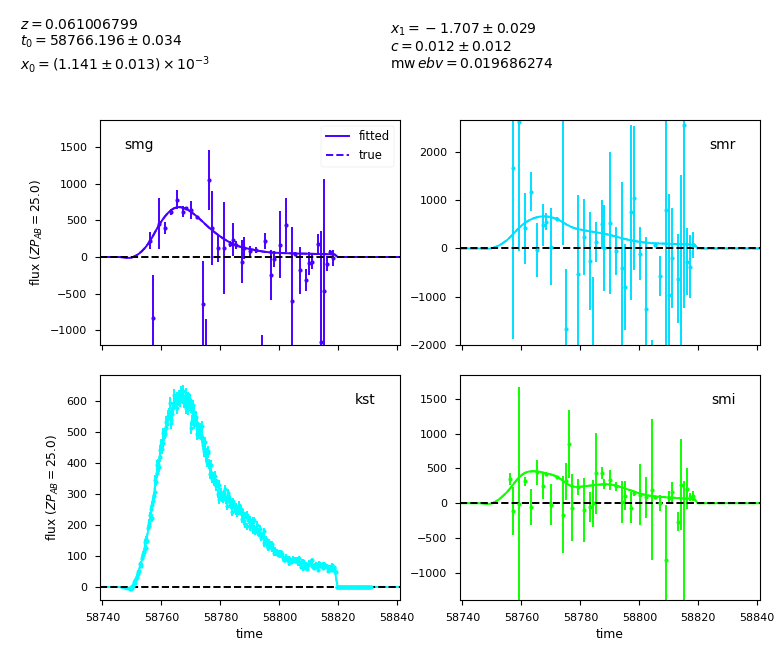 z = 0.061006799
t₀ = 58766.196 ± 0.034
x₀ = (1.141 ± 0.013) × 10⁻³
x₁ = −1.707 ± 0.029
c = 0.012 ± 0.012
mw ebv = 0.019686274
smg
fitted
true
1500
1000
500
0
−500
−1000
flux (ZP_AB = 25.0)
smr
2000
1000
0
−1000
−2000
kst
600
500
400
300
200
100
0
flux (ZP_AB = 25.0)
58740 58760 58780 58800 58820 58840
time
smi
1500
1000
500
0
−500
−1000
58740 58760 58780 58800 58820 58840
time